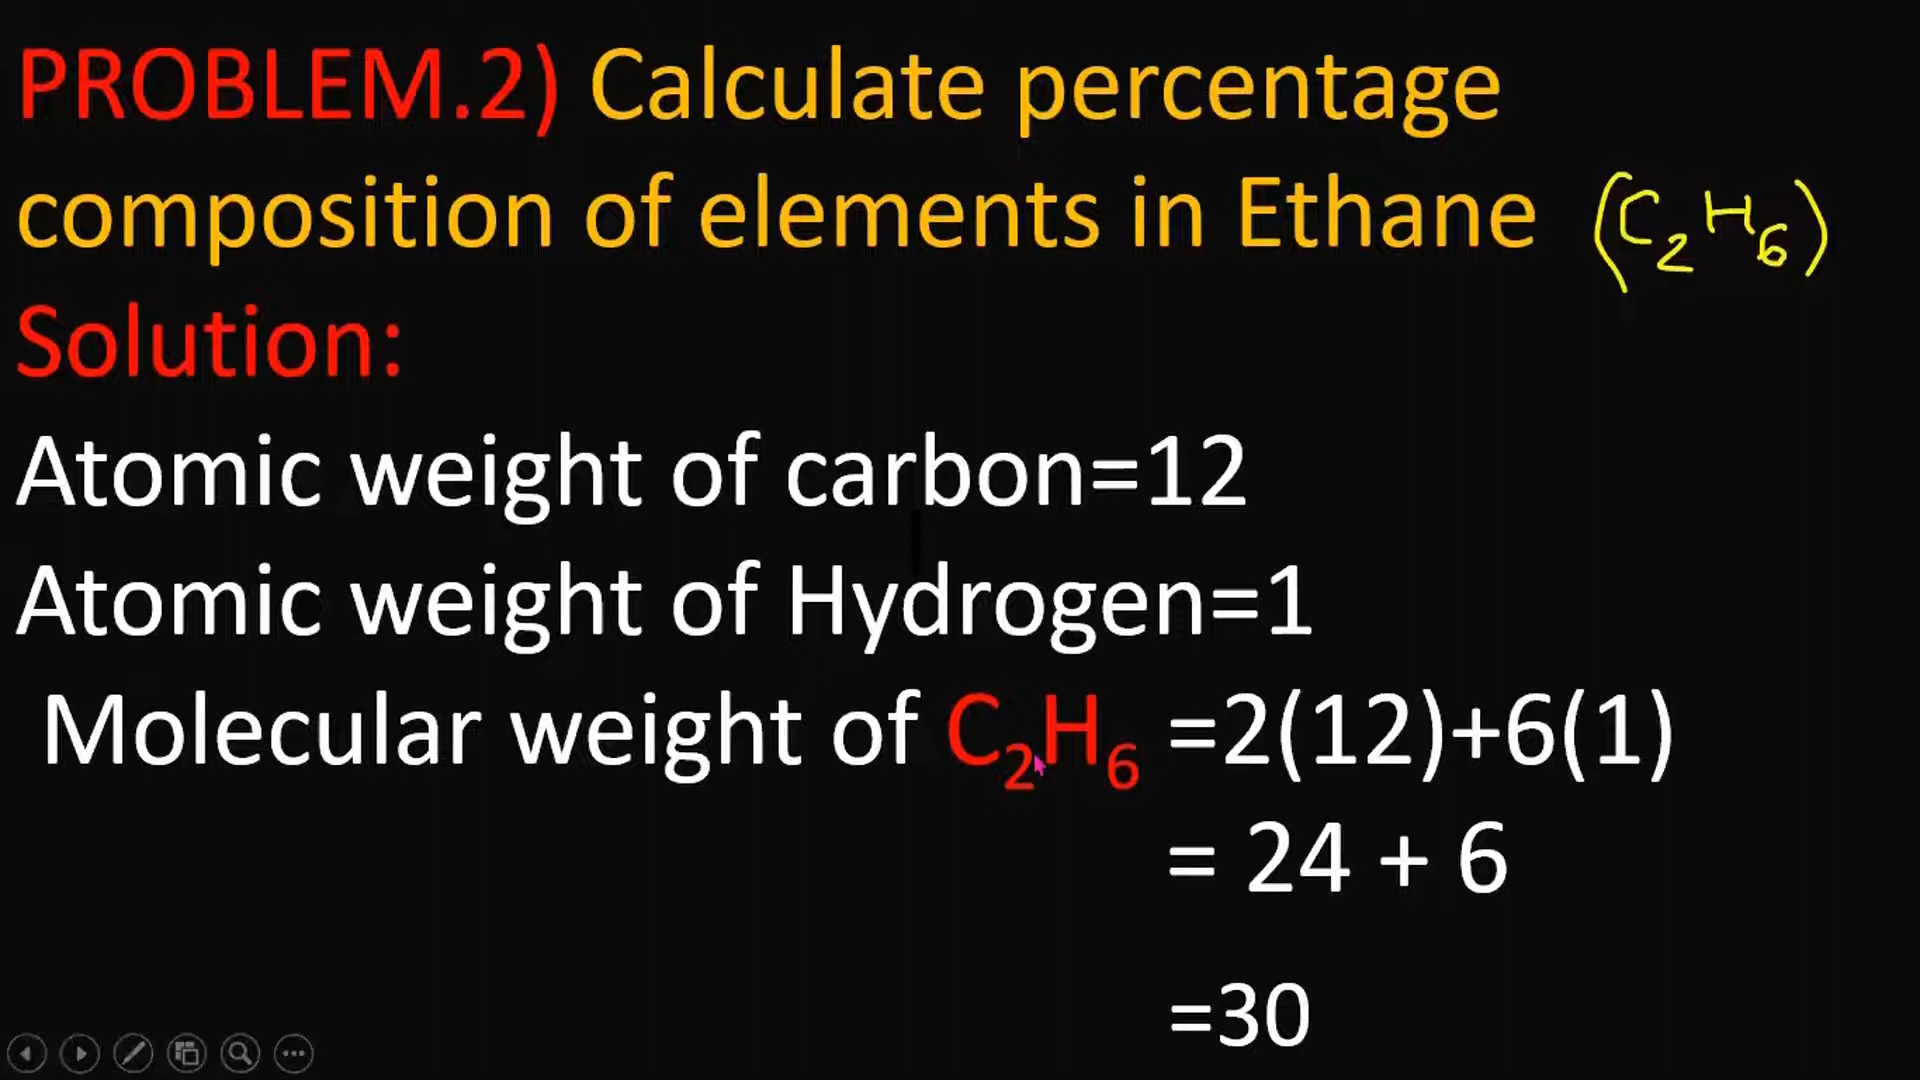 PROBLEM.2) Calculate percentage
composition of elements in Ethane (C₂H₆)
Solution:
Atomic weight of carbon=12
Atomic weight of Hydrogen=1
Molecular weight of C₂H₆ =2(12)+6(1)
= 24 + 6
=30